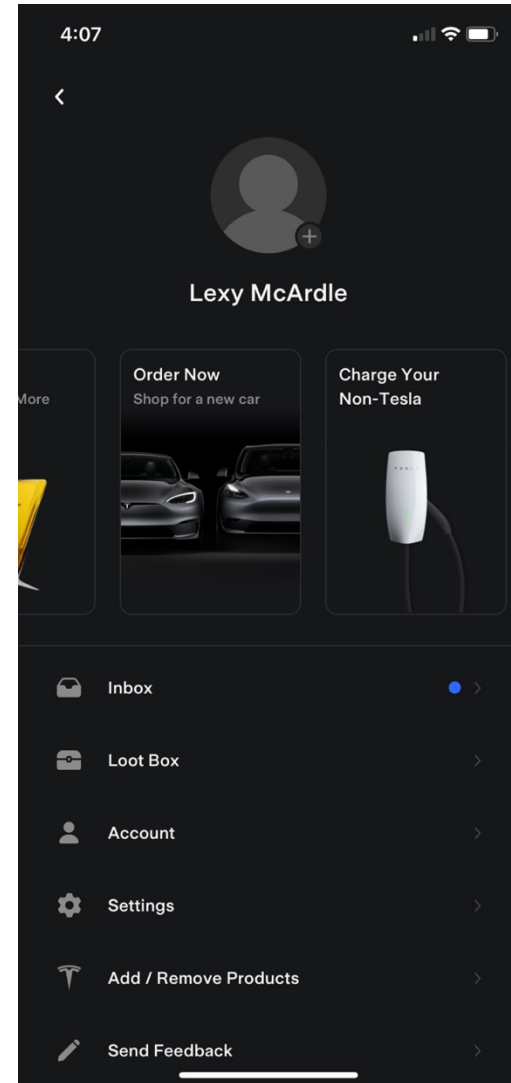 4:07
Lexy McArdle
More
Order Now
Shop for a new car
Charge Your
Non-Tesla
Inbox
Loot Box
Account
Settings
Add / Remove Products
Send Feedback